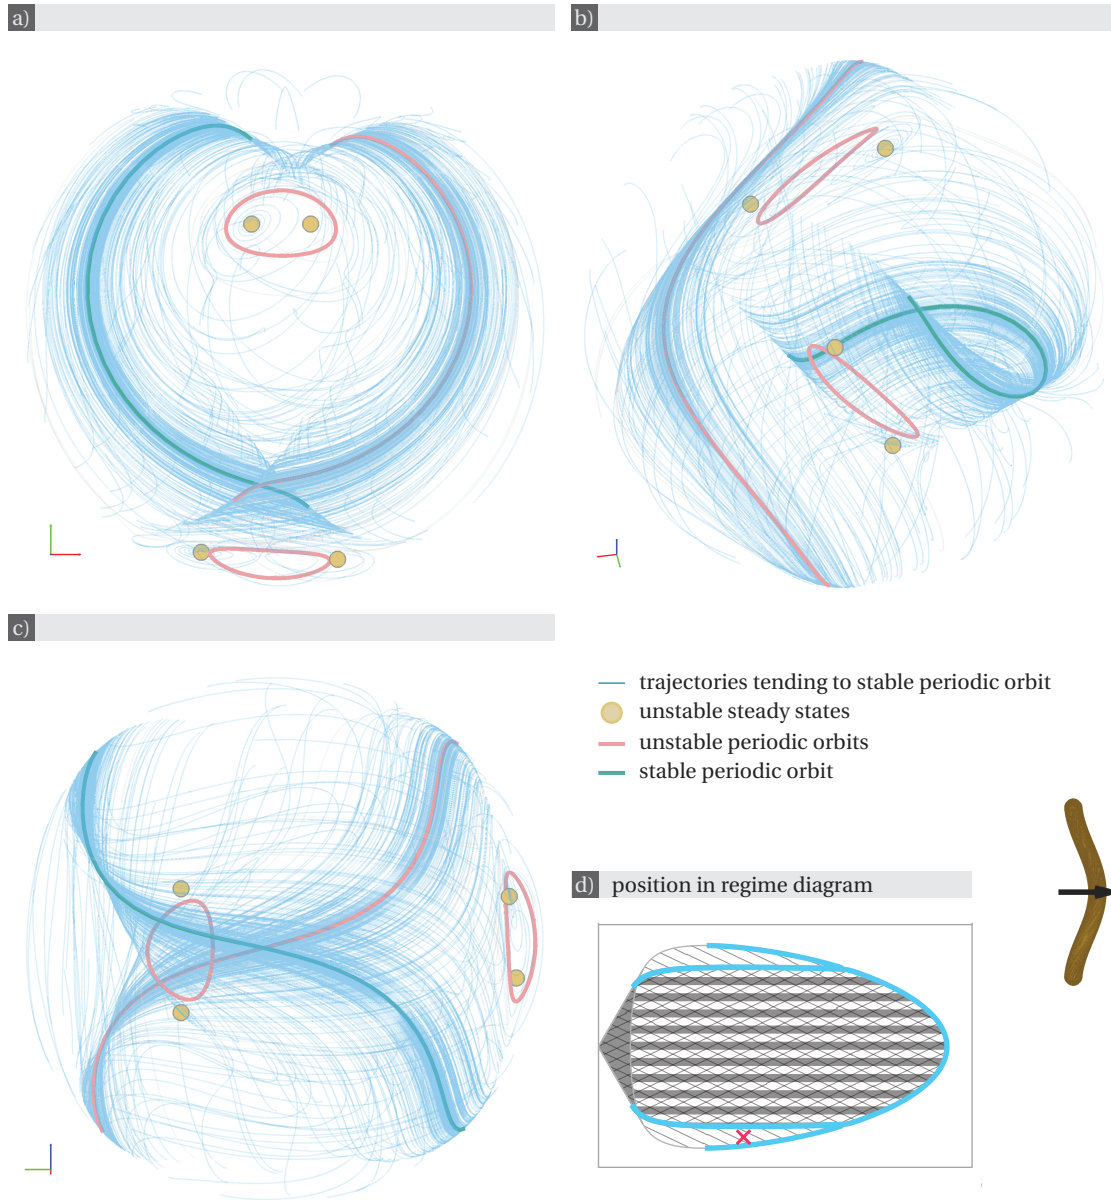 a)
b)
c)
trajectories tending to stable periodic orbit
unstable steady states
unstable periodic orbits
stable periodic orbit
d) position in regime diagram